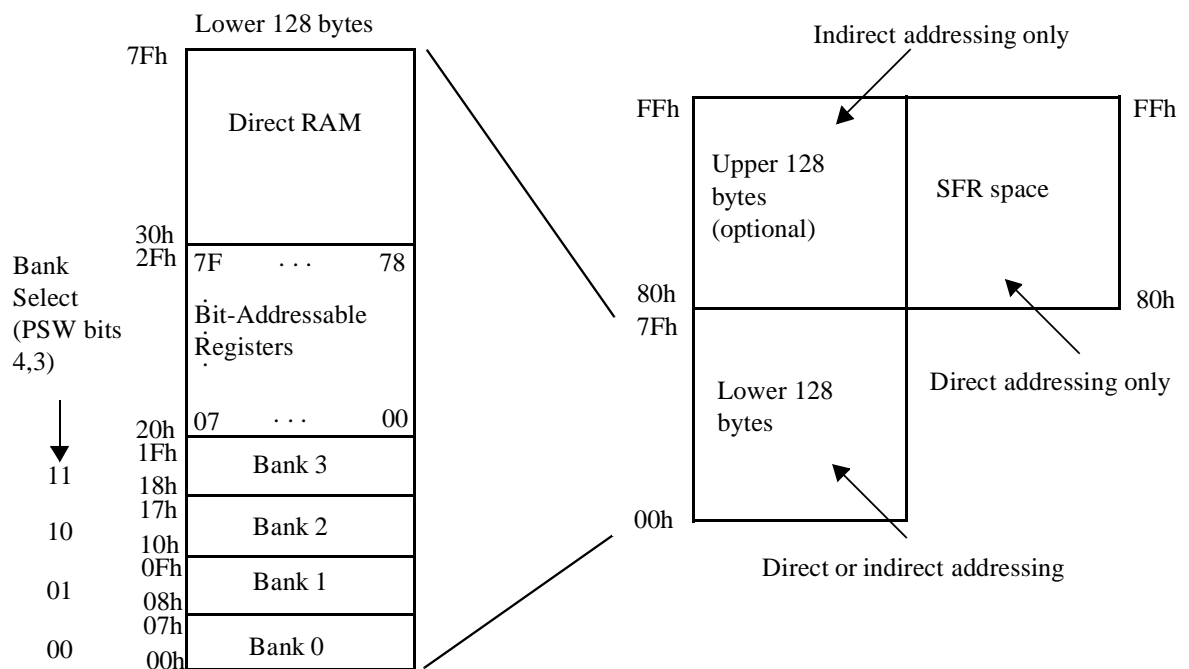 Lower 128 bytes
7Fh
Direct RAM
30h
2Fh
7F . . . 78
Bit-Addressable
Registers
07 . . . 00
20h
1Fh
Bank 3
18h
17h
Bank 2
10h
0Fh
Bank 1
08h
07h
Bank 0
00h
Bank
Select
(PSW bits
4,3)
11
10
01
00
Indirect addressing only
FFh
FFh
Upper 128
bytes
(optional)
SFR space
80h
80h
7Fh
Lower 128
bytes
Direct addressing only
00h
Direct or indirect addressing